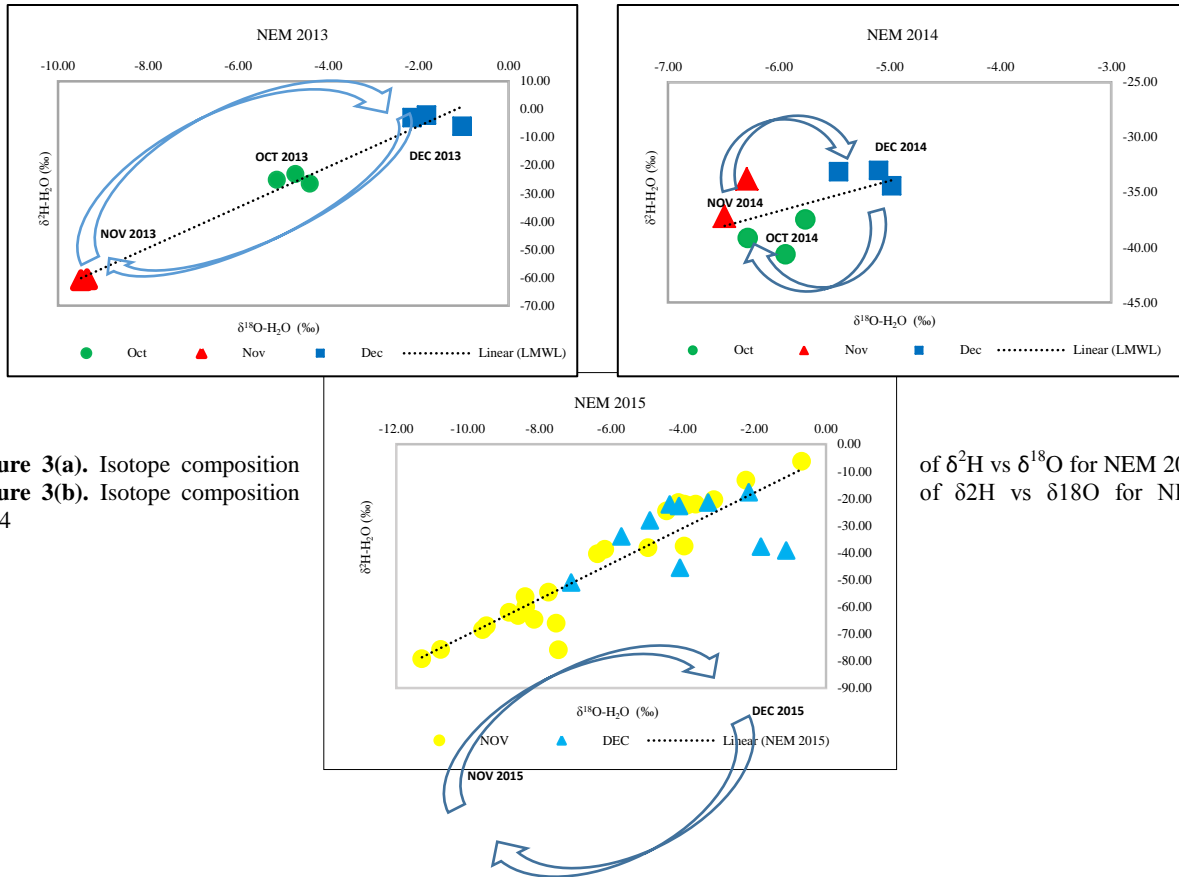 NEM 2013
-10.00 -8.00 -6.00 -4.00 -2.00 0.00
10.00
0.00
-10.00
-20.00
-30.00
-40.00
-50.00
-60.00
-70.00
δ²H-H₂O (‰)
OCT 2013
DEC 2013
NOV 2013
δ¹⁸O-H₂O (‰)
Oct Nov Dec Linear (LMWL)
NEM 2014
-7.00 -6.00 -5.00 -4.00 -3.00
-25.00
-30.00
-35.00
-40.00
-45.00
δ²H-H₂O (‰)
DEC 2014
NOV 2014
OCT 2014
δ¹⁸O-H₂O (‰)
Oct Nov Dec Linear (LMWL)
NEM 2015
-12.00 -10.00 -8.00 -6.00 -4.00 -2.00 0.00
0.00
-10.00
-20.00
-30.00
-40.00
-50.00
-60.00
-70.00
-80.00
-90.00
δ²H-H₂O (‰)
δ¹⁸O-H₂O (‰)
DEC 2015
NOV DEC Linear (NEM 2015)
NOV 2015
ure 3(a). Isotope composition of δ²H vs δ¹⁸O for NEM 20
ure 3(b). Isotope composition of δ2H vs δ18O for NE
4